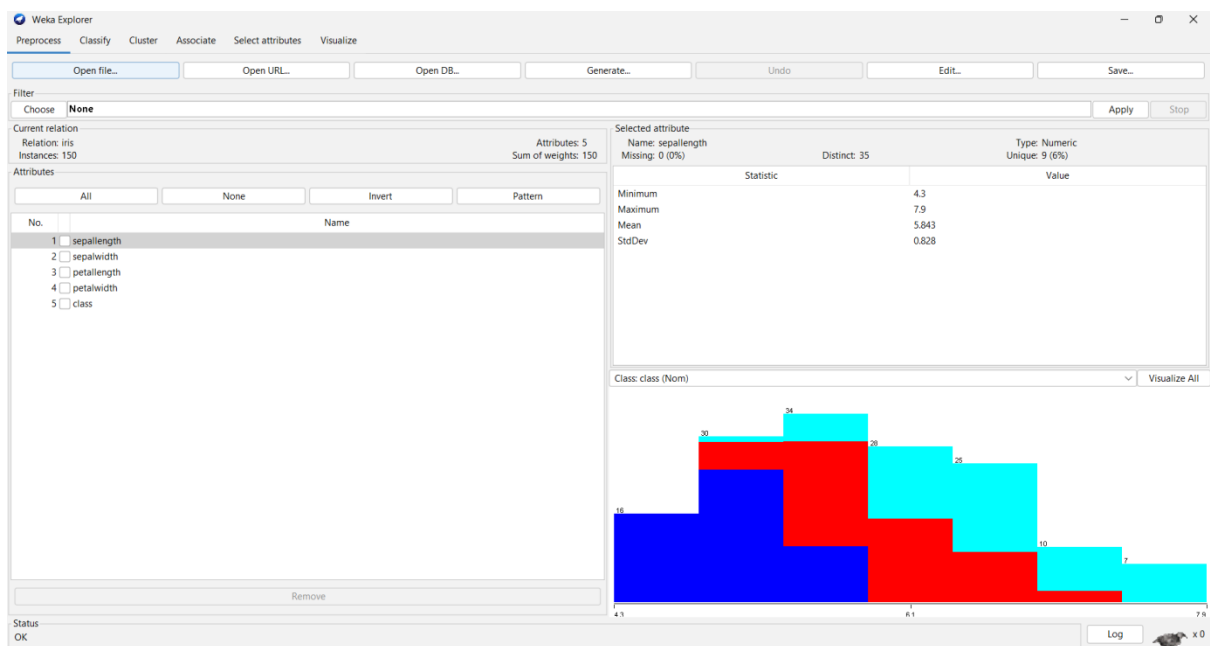 Weka Explorer
Preprocess Classify Cluster Associate Select attributes Visualize
Open file... Open URL... Open DB... Generate... Undo Edit... Save...
Filter
Choose None Apply Stop
Current relation
Relation: iris Attributes: 5
Instances: 150 Sum of weights: 150
Attributes
All None Invert Pattern
No. Name
1 sepallength
2 sepalwidth
3 petallength
4 petalwidth
5 class
Remove
Selected attribute
Name: sepallength Type: Numeric
Missing: 0 (0%) Distinct: 35 Unique: 9 (6%)
Statistic Value
Minimum 4.3
Maximum 7.9
Mean 5.843
StdDev 0.828
Class: class (Nom) Visualize All
16 30 34 28 25 10 7
4.3 6.1 7.9
Status
OK Log x 0